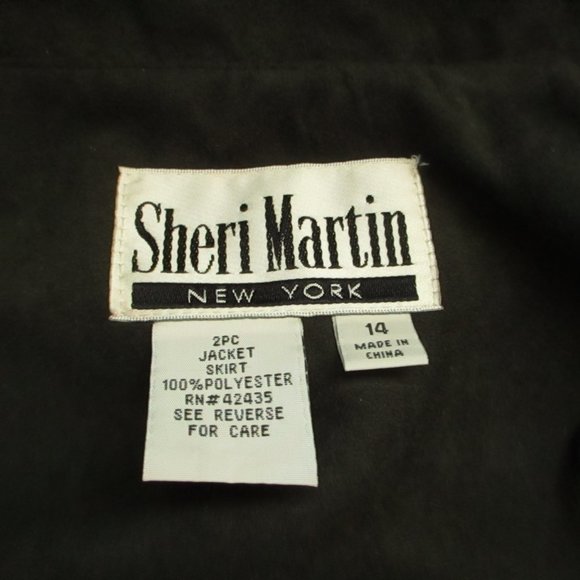 Sheri Martin
NEW YORK
2PC
JACKET
SKIRT
100%POLYESTER
RN#42435
SEE REVERSE
FOR CARE
14
MADE IN
CHINA